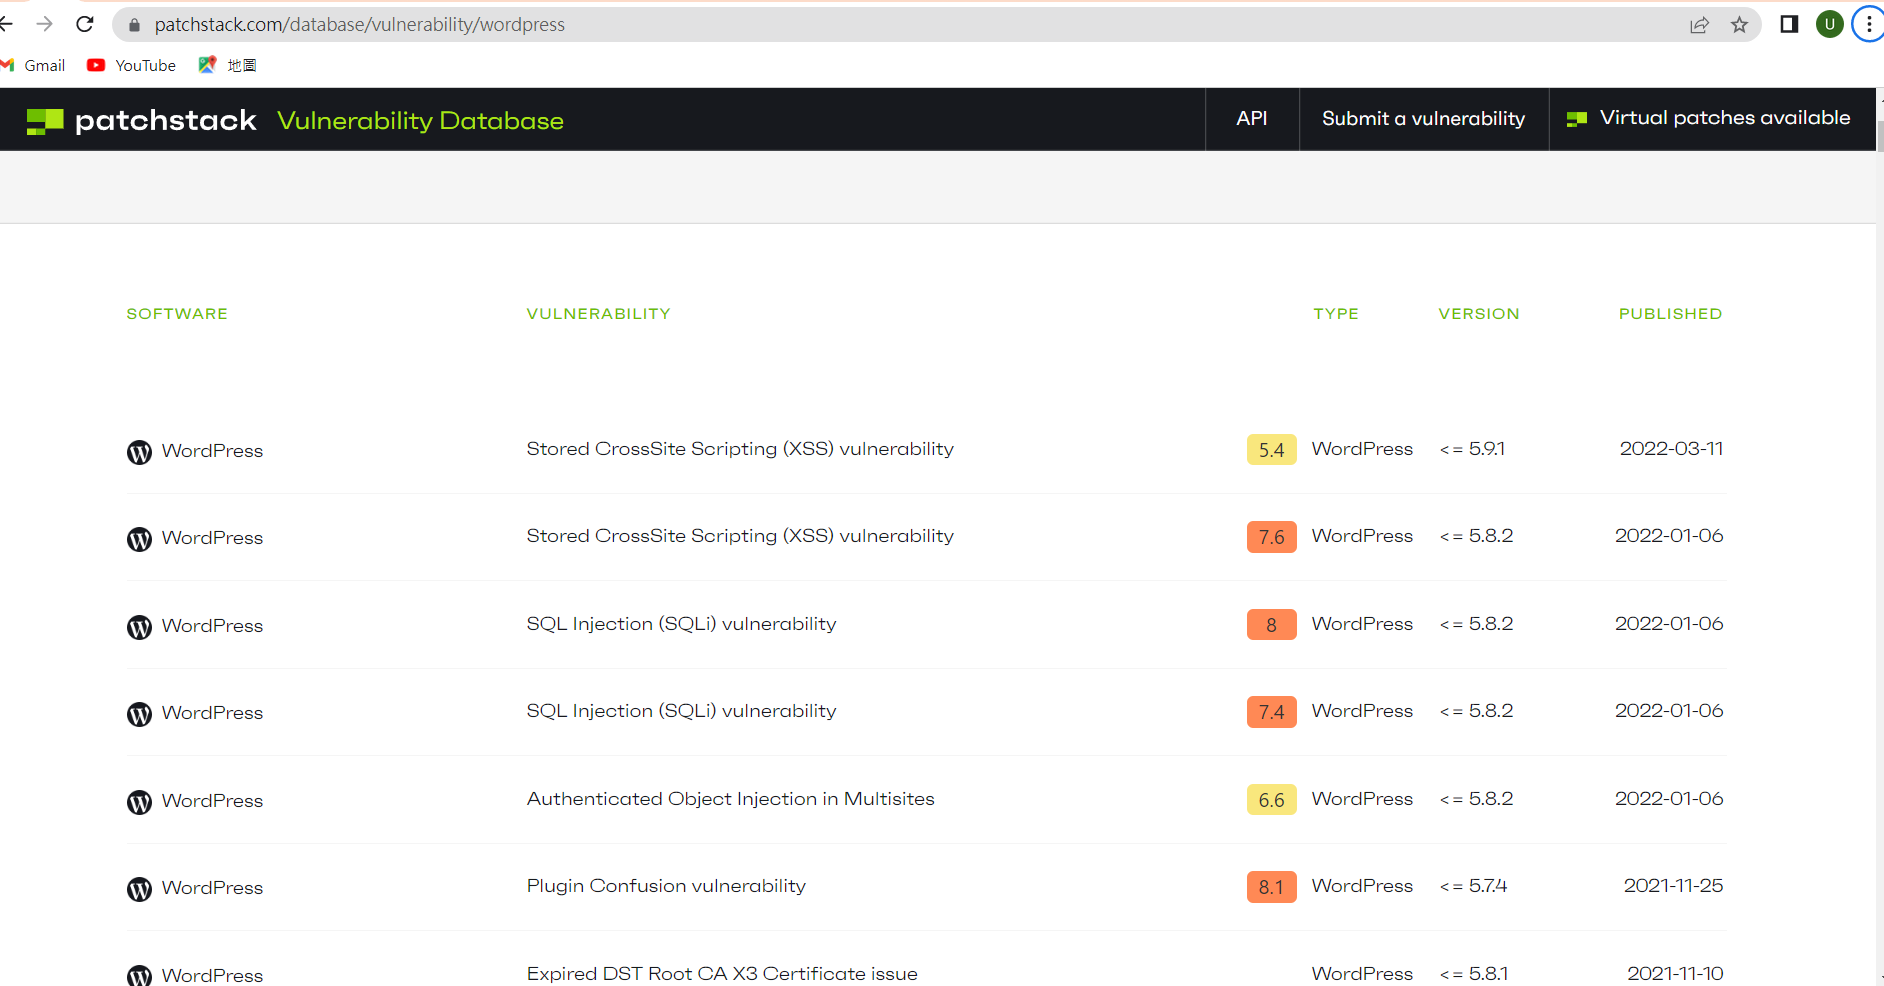 patchstack.com/database/vulnerability/wordpress
U
Gmail YouTube 地圖
patchstack Vulnerability Database API Submit a vulnerability Virtual patches available
SOFTWARE VULNERABILITY TYPE VERSION PUBLISHED
WordPress Stored CrossSite Scripting (XSS) vulnerability 5.4 WordPress <= 5.9.1 2022-03-11
WordPress Stored CrossSite Scripting (XSS) vulnerability 7.6 WordPress <= 5.8.2 2022-01-06
WordPress SQL Injection (SQLi) vulnerability 8 WordPress <= 5.8.2 2022-01-06
WordPress SQL Injection (SQLi) vulnerability 7.4 WordPress <= 5.8.2 2022-01-06
WordPress Authenticated Object Injection in Multisites 6.6 WordPress <= 5.8.2 2022-01-06
WordPress Plugin Confusion vulnerability 8.1 WordPress <= 5.7.4 2021-11-25
WordPress Expired DST Root CA X3 Certificate issue WordPress <= 5.8.1 2021-11-10